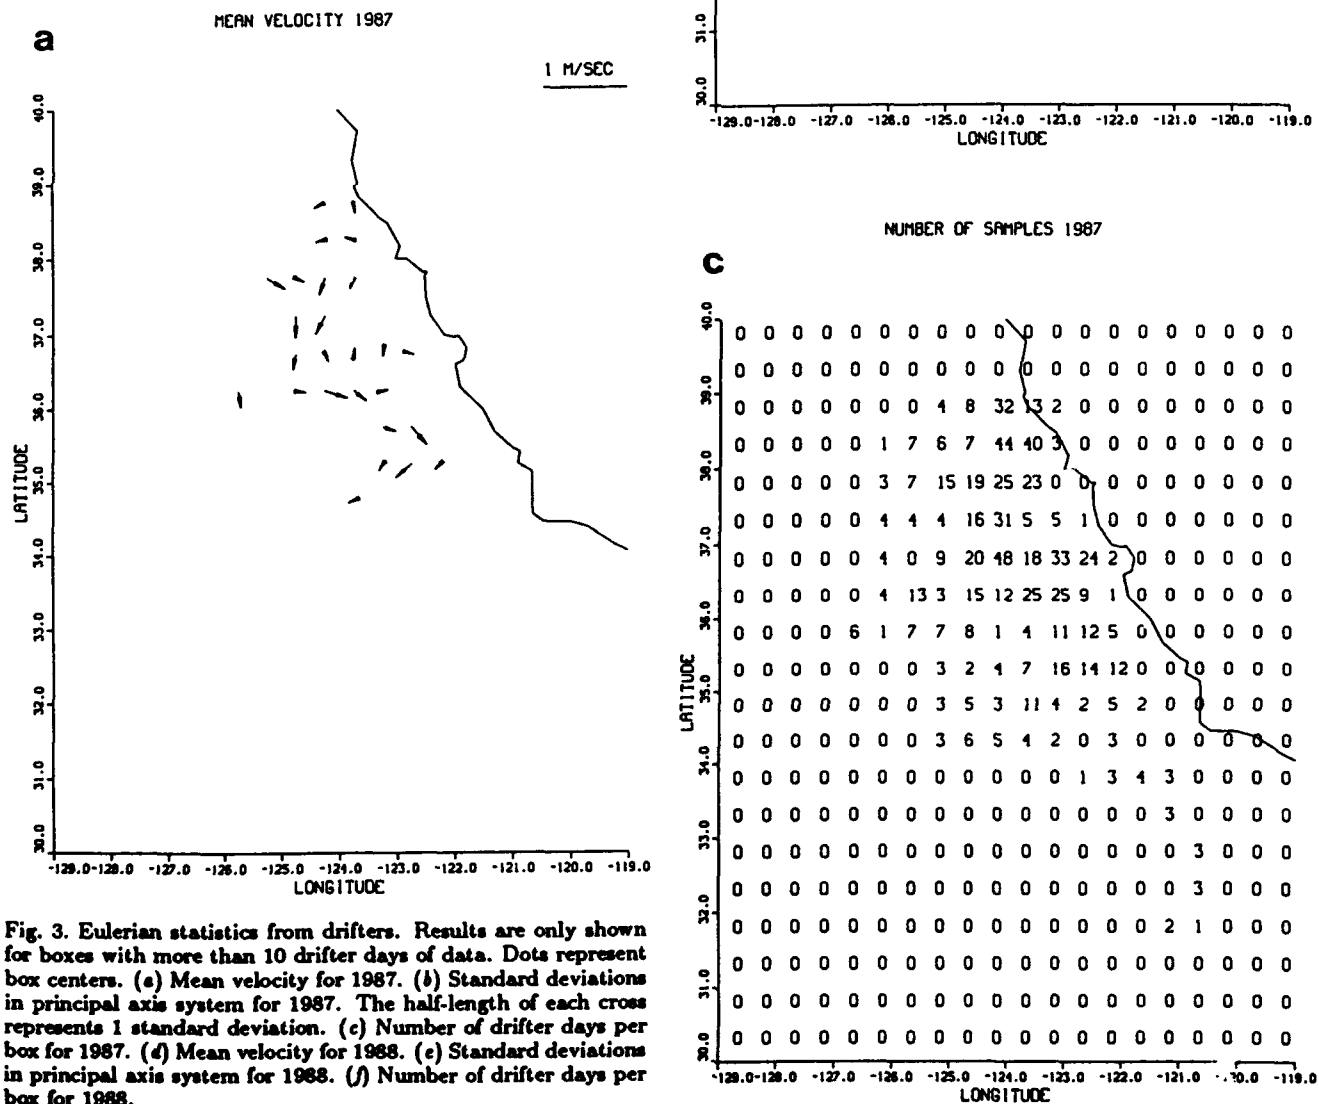 MEAN VELOCITY 1987
a
1 M/SEC
40.0
39.0
38.0
37.0
36.0
35.0
34.0
33.0
32.0
31.0
30.0
LATITUDE
-129.0 -128.0 -127.0 -126.0 -125.0 -124.0 -123.0 -122.0 -121.0 -120.0 -119.0
LONGITUDE
Fig. 3. Eulerian statistics from drifters. Results are only shown
for boxes with more than 10 drifter days of data. Dots represent
box centers. (a) Mean velocity for 1987. (b) Standard deviations
in principal axis system for 1987. The half-length of each cross
represents 1 standard deviation. (c) Number of drifter days per
box for 1987. (d) Mean velocity for 1988. (e) Standard deviations
in principal axis system for 1988. (f) Number of drifter days per
box for 1988.
31.0
30.0
-129.0 -128.0 -127.0 -126.0 -125.0 -124.0 -123.0 -122.0 -121.0 -120.0 -119.0
LONGITUDE
NUMBER OF SAMPLES 1987
c
40.0
39.0
38.0
37.0
36.0
35.0
34.0
33.0
32.0
31.0
30.0
LATITUDE
0 0 0 0 0 0 0 0 0 0 0 0 0 0 0 0 0 0 0 0
0 0 0 0 0 0 0 0 0 0 0 0 0 0 0 0 0 0 0 0
0 0 0 0 0 0 0 4 8 32 13 2 0 0 0 0 0 0 0 0
0 0 0 0 0 1 7 6 7 44 40 3 0 0 0 0 0 0 0 0
0 0 0 0 0 3 7 15 19 25 23 0 0 0 0 0 0 0 0 0
0 0 0 0 0 4 4 4 16 31 5 5 1 0 0 0 0 0 0 0
0 0 0 0 0 4 0 9 20 48 18 33 24 2 0 0 0 0 0 0
0 0 0 0 0 4 13 3 15 12 25 25 9 1 0 0 0 0 0 0
0 0 0 0 6 1 7 7 8 1 4 11 12 5 0 0 0 0 0 0
0 0 0 0 0 0 0 3 2 4 7 16 14 12 0 0 0 0 0 0
0 0 0 0 0 0 0 3 5 3 11 4 2 5 2 0 0 0 0 0
0 0 0 0 0 0 0 3 6 5 4 2 0 3 0 0 0 0 0 0
0 0 0 0 0 0 0 0 0 0 0 0 1 3 4 3 0 0 0 0
0 0 0 0 0 0 0 0 0 0 0 0 0 0 0 3 0 0 0 0
0 0 0 0 0 0 0 0 0 0 0 0 0 0 0 0 3 0 0 0
0 0 0 0 0 0 0 0 0 0 0 0 0 0 0 0 3 0 0 0
0 0 0 0 0 0 0 0 0 0 0 0 0 0 0 2 1 0 0 0
0 0 0 0 0 0 0 0 0 0 0 0 0 0 0 0 0 0 0 0
0 0 0 0 0 0 0 0 0 0 0 0 0 0 0 0 0 0 0 0
0 0 0 0 0 0 0 0 0 0 0 0 0 0 0 0 0 0 0 0
-129.0 -128.0 -127.0 -126.0 -125.0 -124.0 -123.0 -122.0 -121.0 -119.0
LONGITUDE